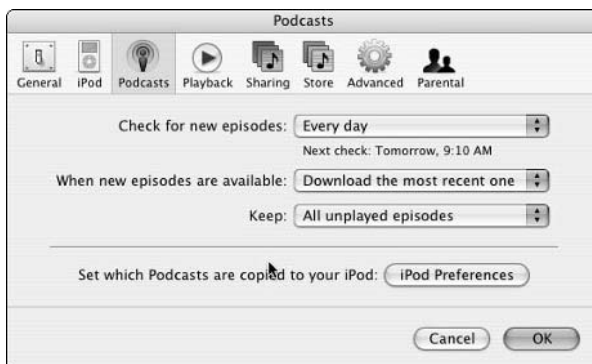 Podcasts
General iPod Podcasts Playback Sharing Store Advanced Parental
Check for new episodes: Every day
Next check: Tomorrow, 9:10 AM
When new episodes are available: Download the most recent one
Keep: All unplayed episodes
Set which Podcasts are copied to your iPod: iPod Preferences
Cancel OK